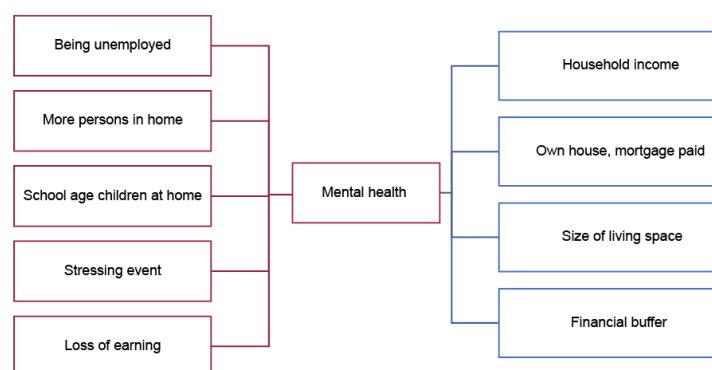 Being unemployed
More persons in home
School age children at home
Stressing event
Loss of earning
Mental health
Household income
Own house, mortgage paid
Size of living space
Financial buffer